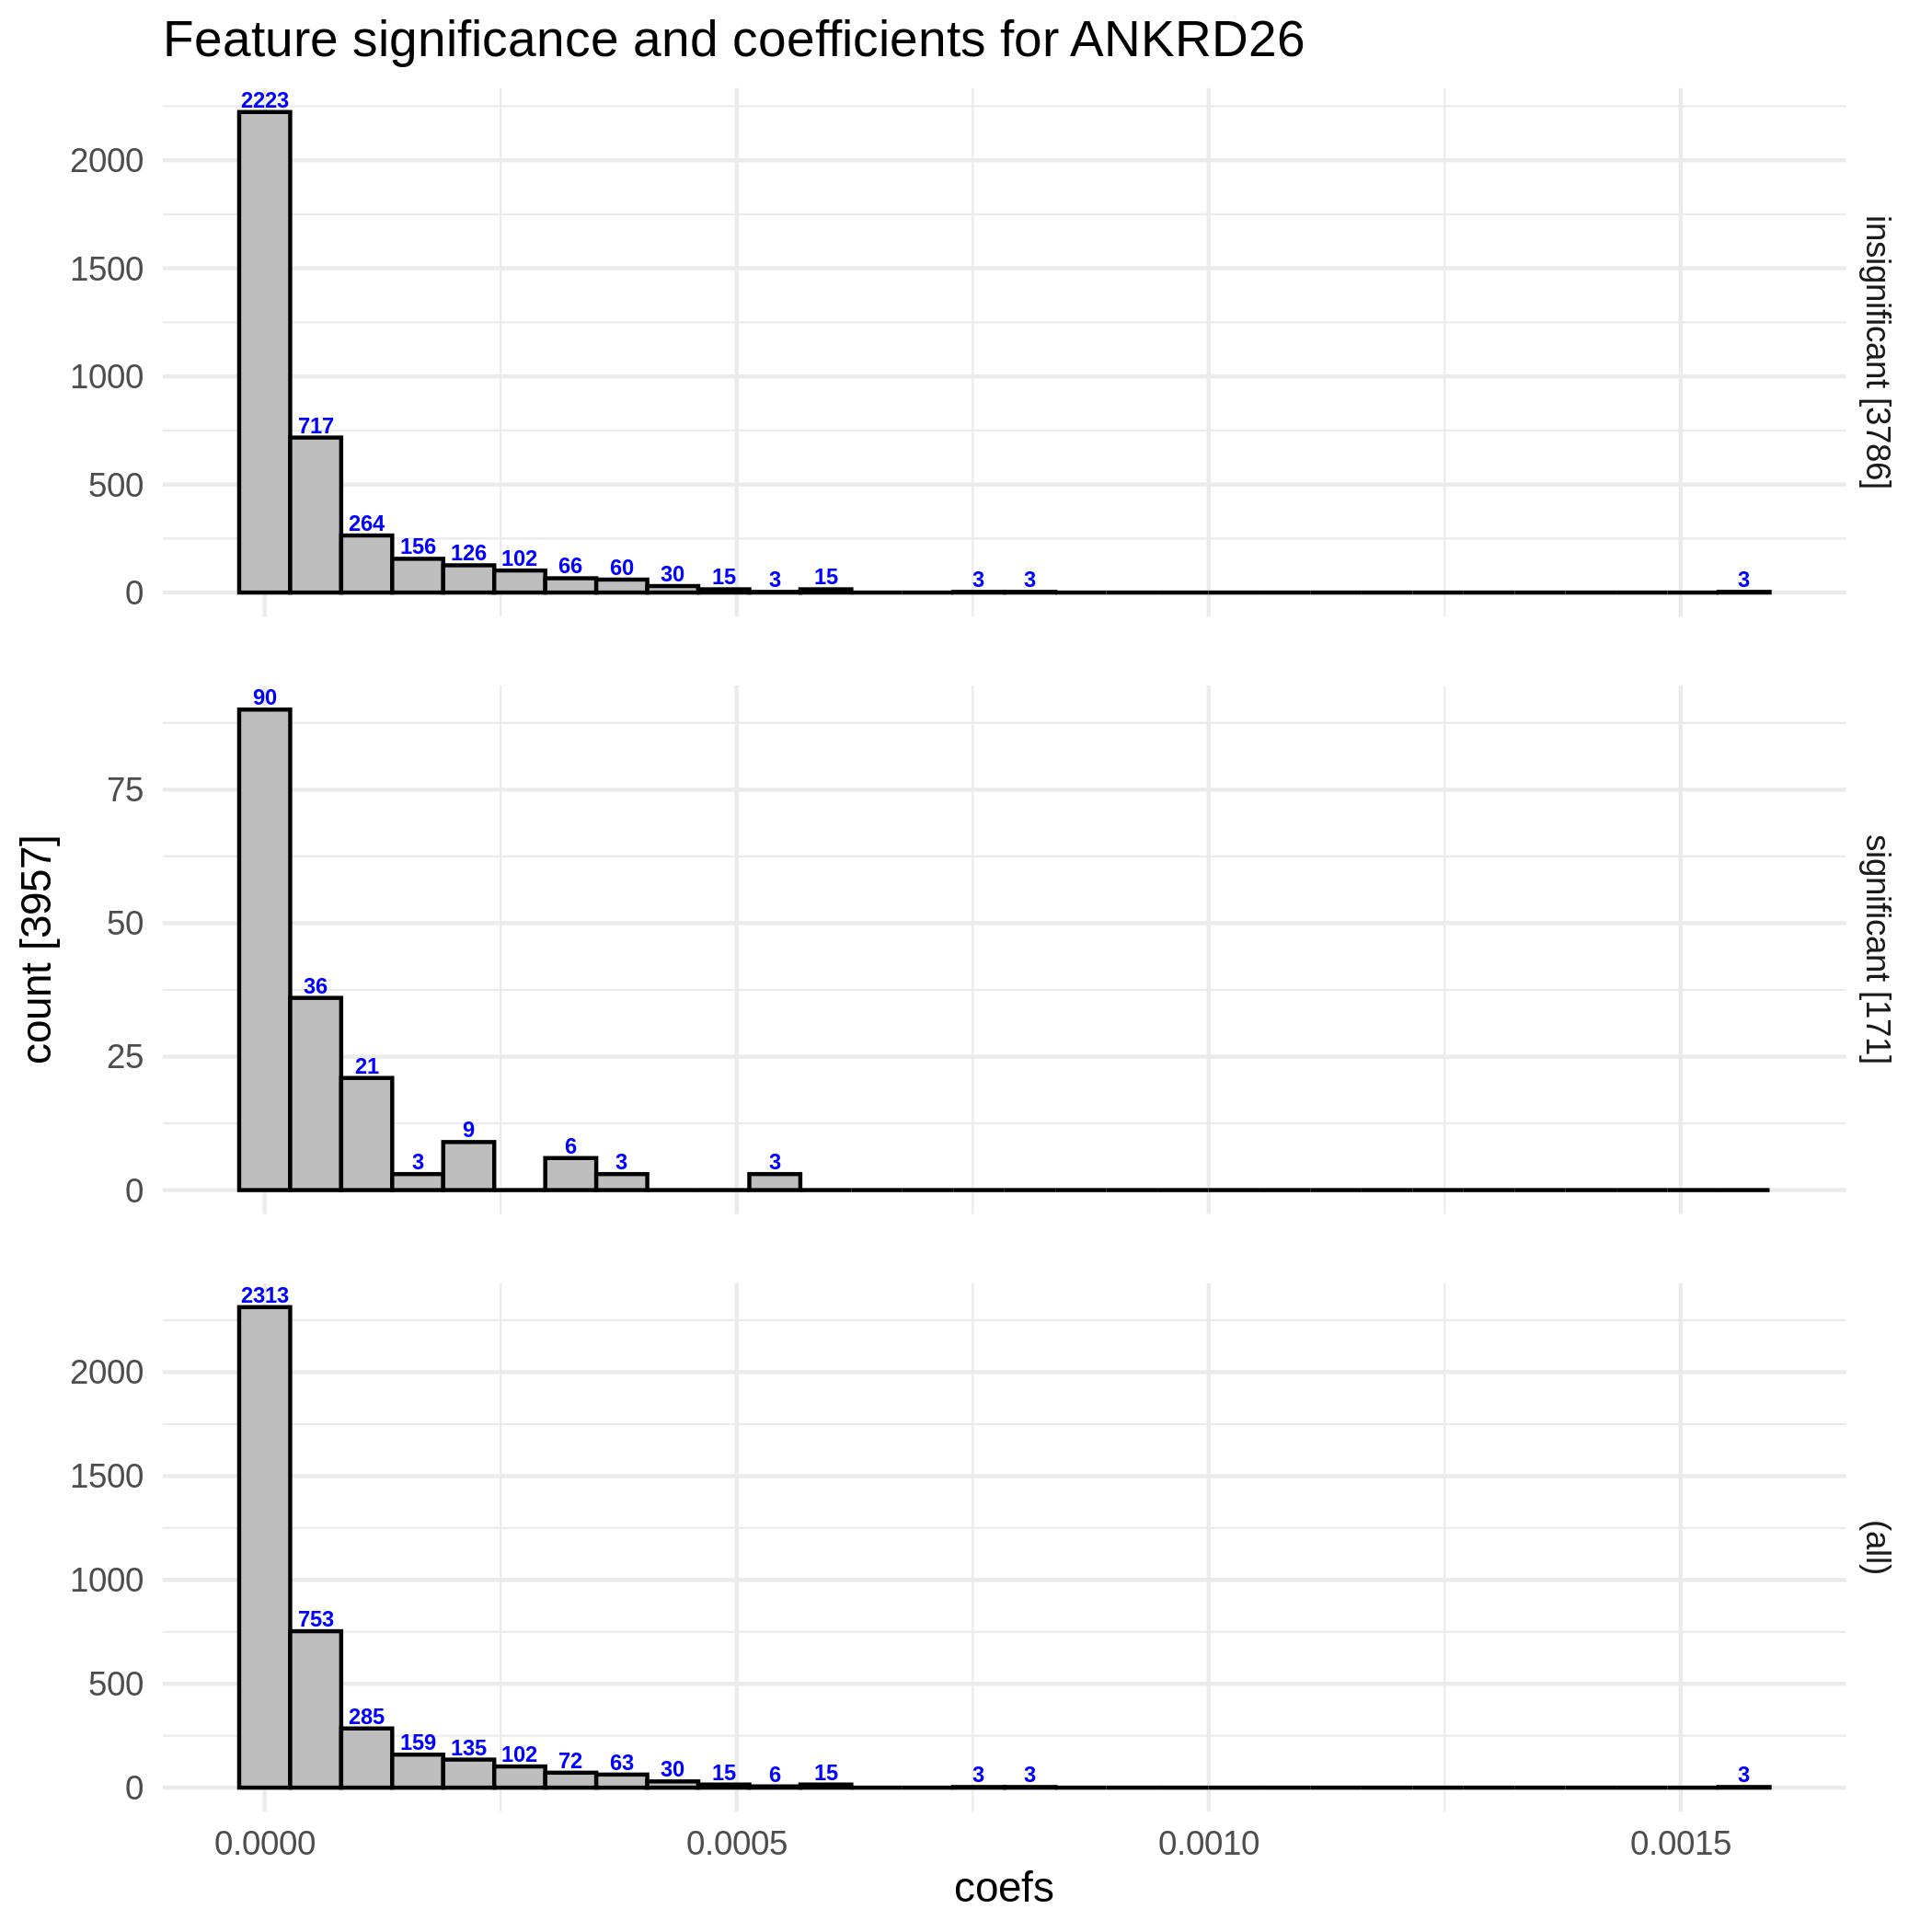 Feature significance and coefficients for ANKRD26
2223
2000
1500
1000
717
500
264
156 126 102 66 60 30 15 3 15 3 3 3
0
insignificant [3786]
90
75
50
36
25
21
3 9 6 3 3
0
significant [171]
count [3957]
2313
2000
1500
1000
753
500
285
159 135 102 72 63 30 15 6 15 3 3 3
0
(all)
0.0000 0.0005 0.0010 0.0015
coefs